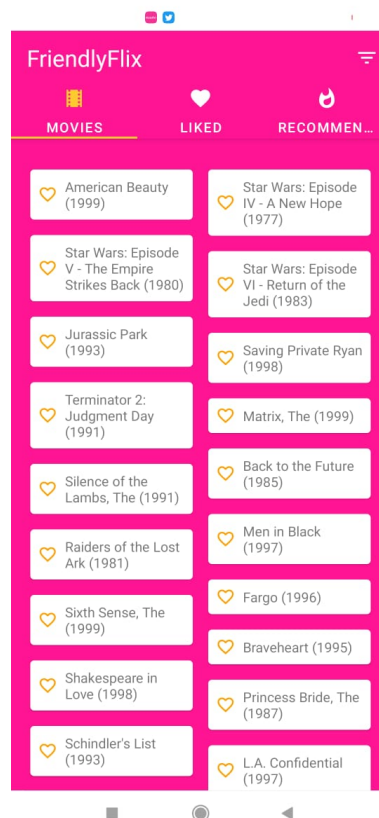 FriendlyFlix
MOVIES
LIKED
RECOMMEN...
American Beauty
(1999)
Star Wars: Episode
V - The Empire
Strikes Back (1980)
Jurassic Park
(1993)
Terminator 2:
Judgment Day
(1991)
Silence of the
Lambs, The (1991)
Raiders of the Lost
Ark (1981)
Sixth Sense, The
(1999)
Shakespeare in
Love (1998)
Schindler's List
(1993)
Star Wars: Episode
IV - A New Hope
(1977)
Star Wars: Episode
VI - Return of the
Jedi (1983)
Saving Private Ryan
(1998)
Matrix, The (1999)
Back to the Future
(1985)
Men in Black
(1997)
Fargo (1996)
Braveheart (1995)
Princess Bride, The
(1987)
L.A. Confidential
(1997)